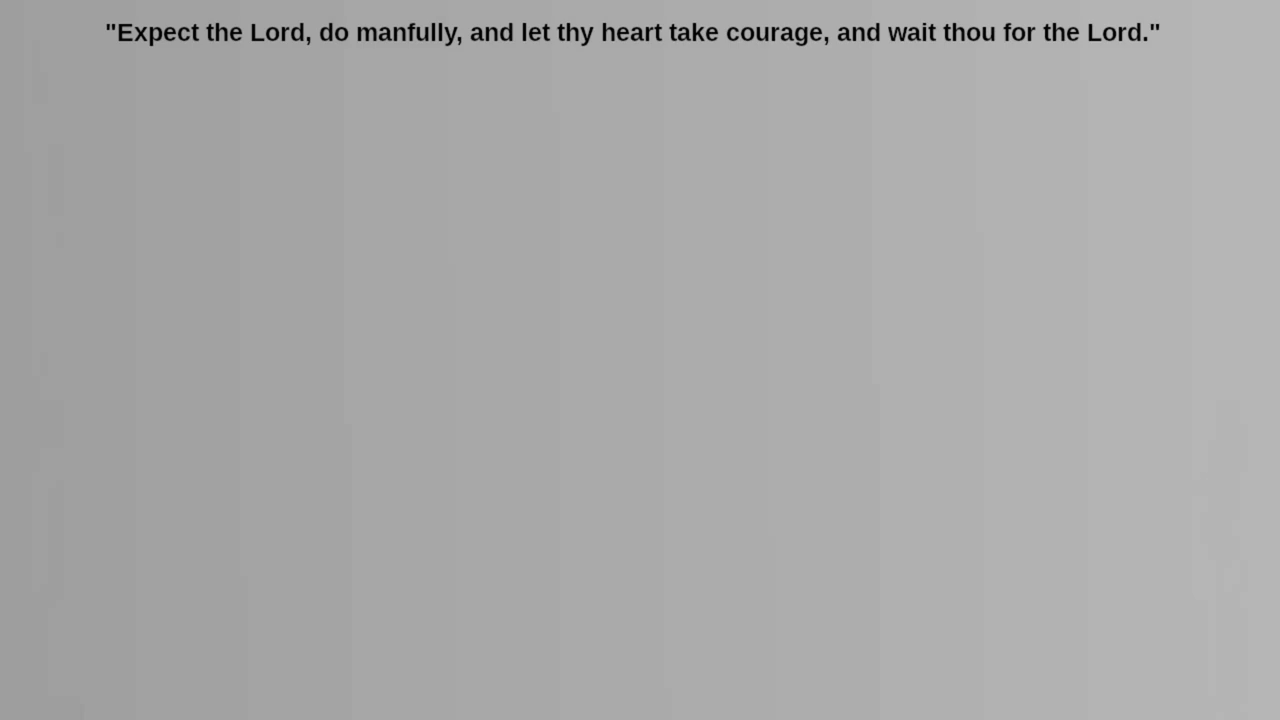 "Expect the Lord, do manfully, and let thy heart take courage, and wait thou for the Lord."